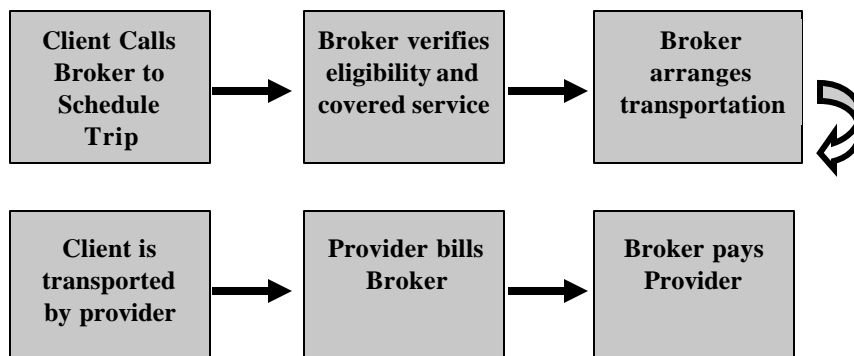 Client Calls
Broker to
Schedule
Trip
Broker verifies
eligibility and
covered service
Broker
arranges
transportation
Client is
transported
by provider
Provider bills
Broker
Broker pays
Provider